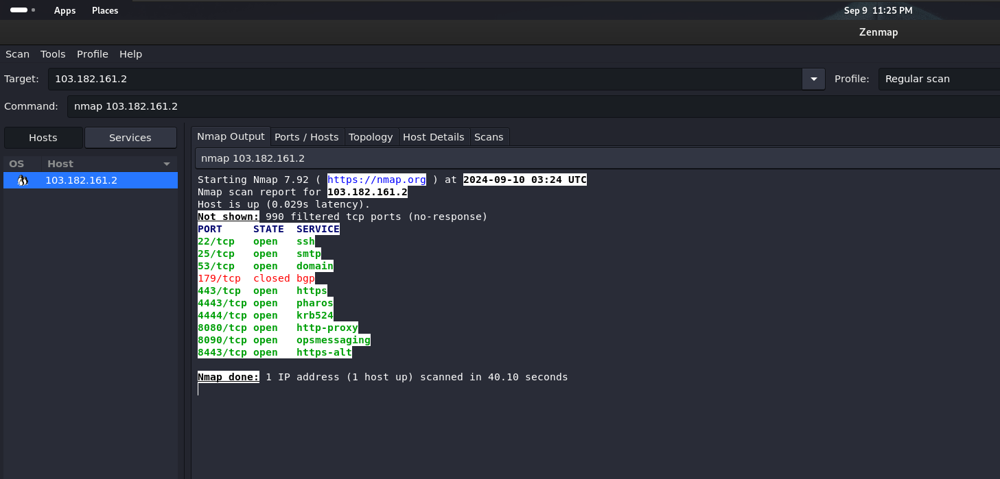 Apps Places Sep 9 11:25 PM
Zenmap
Scan Tools Profile Help
Target: 103.182.161.2 Profile: Regular scan
Command: nmap 103.182.161.2
Hosts Services
Nmap Output Ports / Hosts Topology Host Details Scans
OS Host
nmap 103.182.161.2
103.182.161.2
Starting Nmap 7.92 ( https://nmap.org ) at 2024-09-10 03:24 UTC
Nmap scan report for 103.182.161.2
Host is up (0.029s latency).
Not shown: 990 filtered tcp ports (no-response)
PORT STATE SERVICE
22/tcp open ssh
25/tcp open smtp
53/tcp open domain
179/tcp closed bgp
443/tcp open https
4443/tcp open pharos
4444/tcp open krb524
8080/tcp open http-proxy
8090/tcp open opsmessaging
8443/tcp open https-alt
Nmap done: 1 IP address (1 host up) scanned in 40.10 seconds